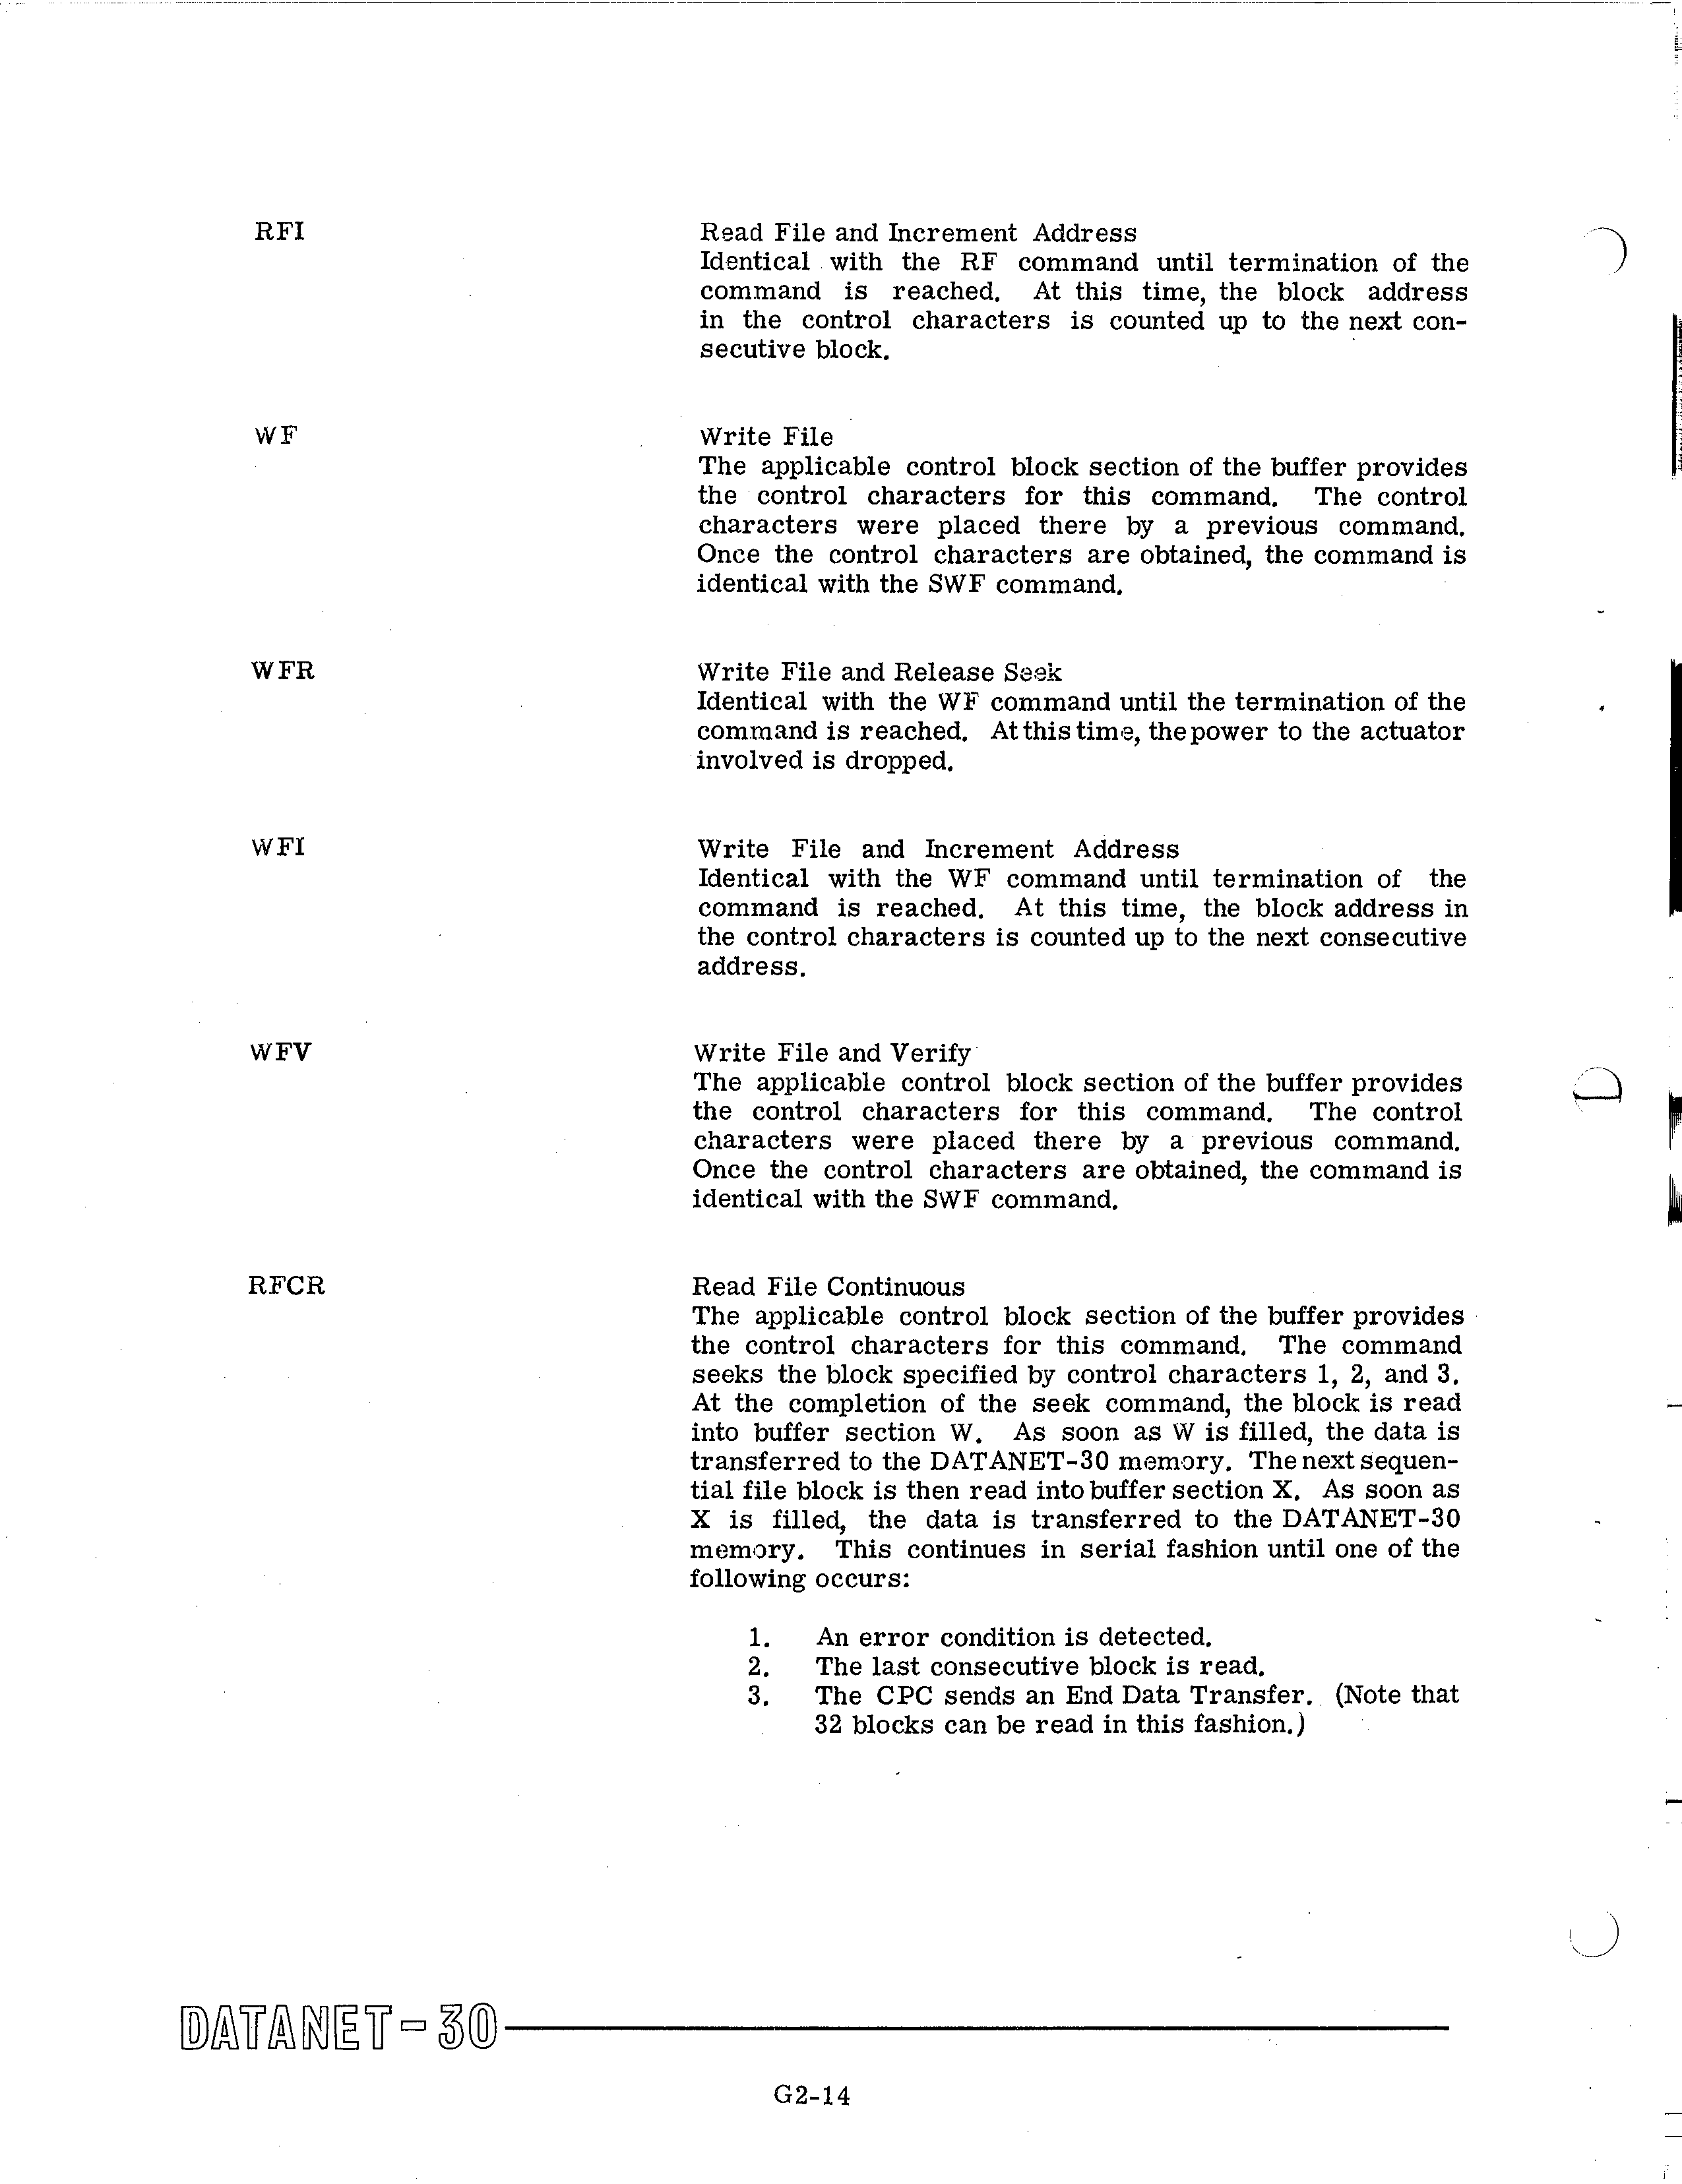 RFI
Read File and Increment Address
Identical with the RF command until termination of the
command is reached. At this time, the block address
in the control characters is counted up to the next con-
secutive block.
WF
Write File
The applicable control block section of the buffer provides
the control characters for this command. The control
characters were placed there by a previous command.
Once the control characters are obtained, the command is
identical with the SWF command.
WFR
Write File and Release Seek
Identical with the WF command until the termination of the
command is reached. At this time, the power to the actuator
involved is dropped.
WFI
Write File and Increment Address
Identical with the WF command until termination of the
command is reached. At this time, the block address in
the control characters is counted up to the next consecutive
address.
WFV
Write File and Verify
The applicable control block section of the buffer provides
the control characters for this command. The control
characters were placed there by a previous command.
Once the control characters are obtained, the command is
identical with the SWF command.
RFCR
Read File Continuous
The applicable control block section of the buffer provides
the control characters for this command. The command
seeks the block specified by control characters 1, 2, and 3.
At the completion of the seek command, the block is read
into buffer section W. As soon as W is filled, the data is
transferred to the DATANET-30 memory. The next sequen-
tial file block is then read into buffer section X. As soon as
X is filled, the data is transferred to the DATANET-30
memory. This continues in serial fashion until one of the
following occurs:
1. An error condition is detected.
2. The last consecutive block is read.
3. The CPC sends an End Data Transfer. (Note that
32 blocks can be read in this fashion.)
DATANET-30
G2-14